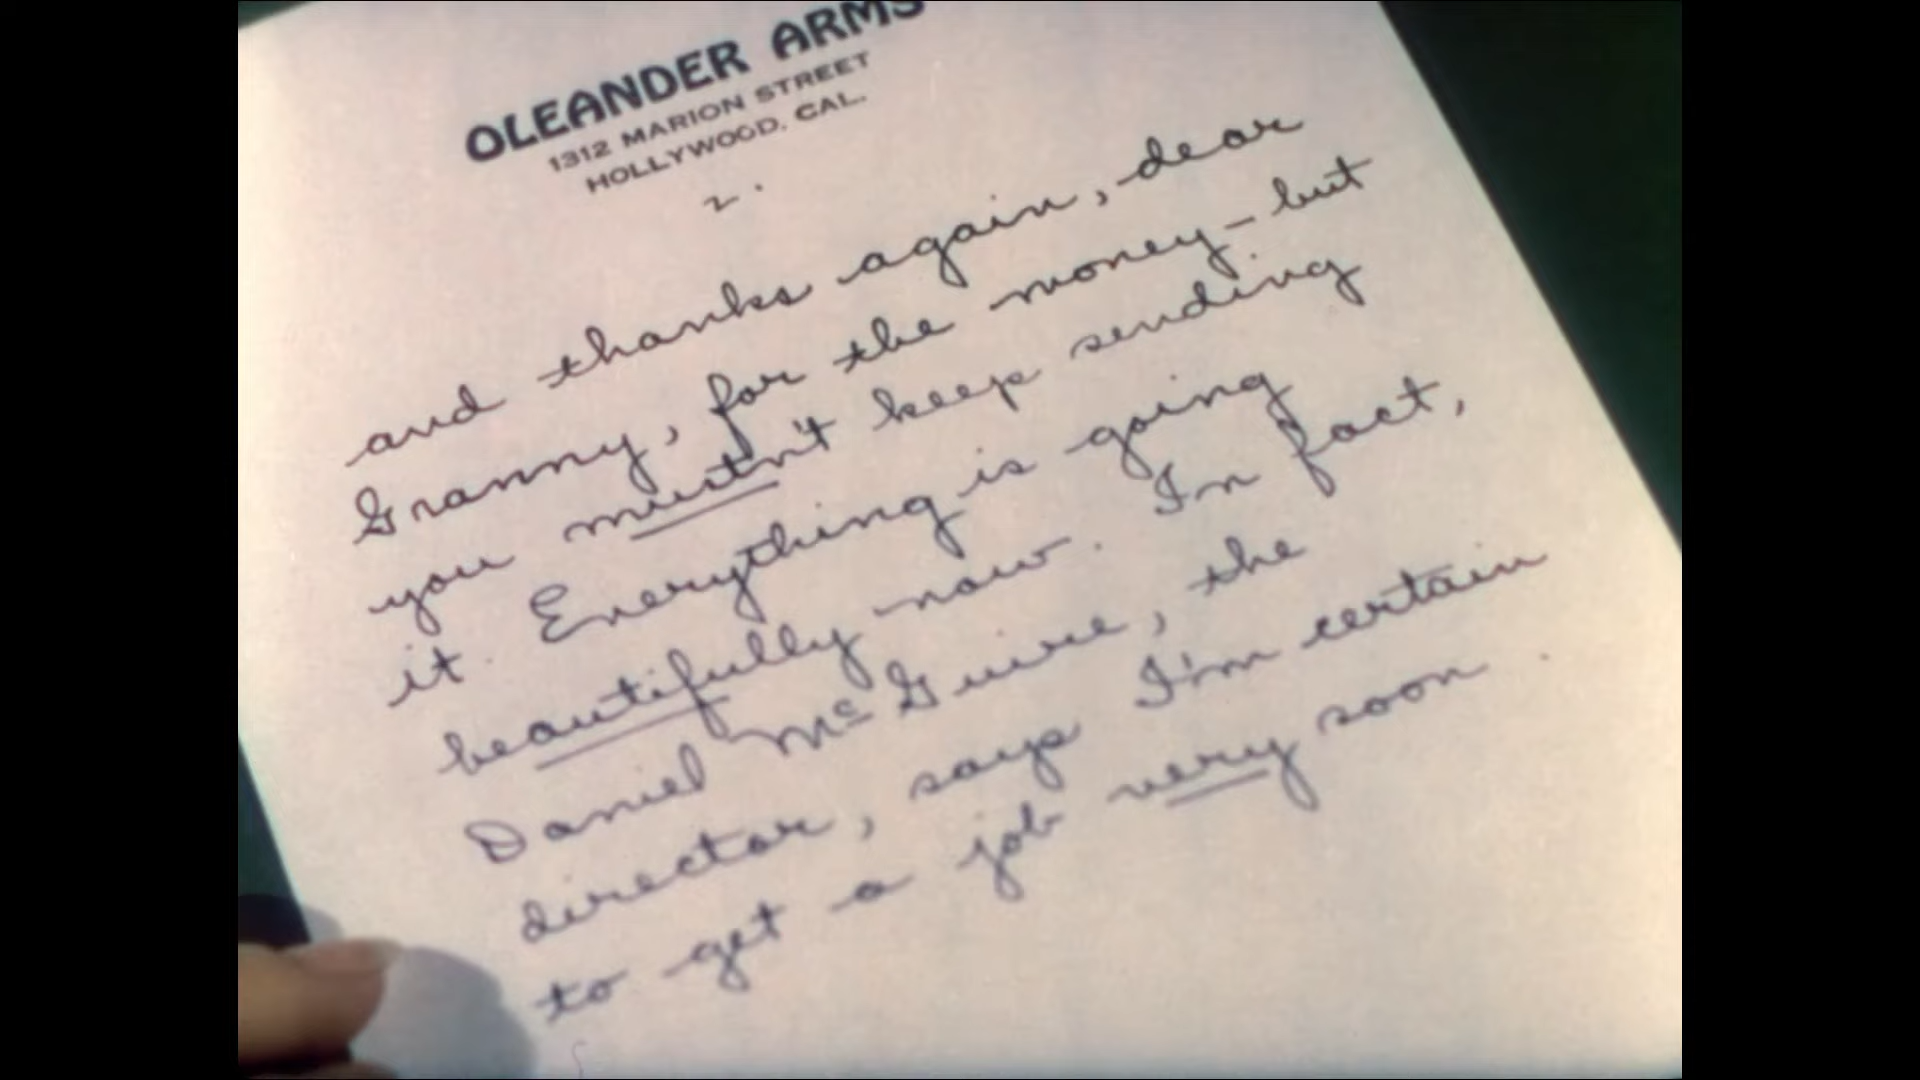 OLEANDER ARMS
1312 MARION STREET
HOLLYWOOD, CAL.
2.
and thanks again, dear
Granny, for the money - but
you mustn't keep sending
it. Everything is going
beautifully now. In fact,
Daniel McGuire, the
director, says I'm certain
to get a job very soon.